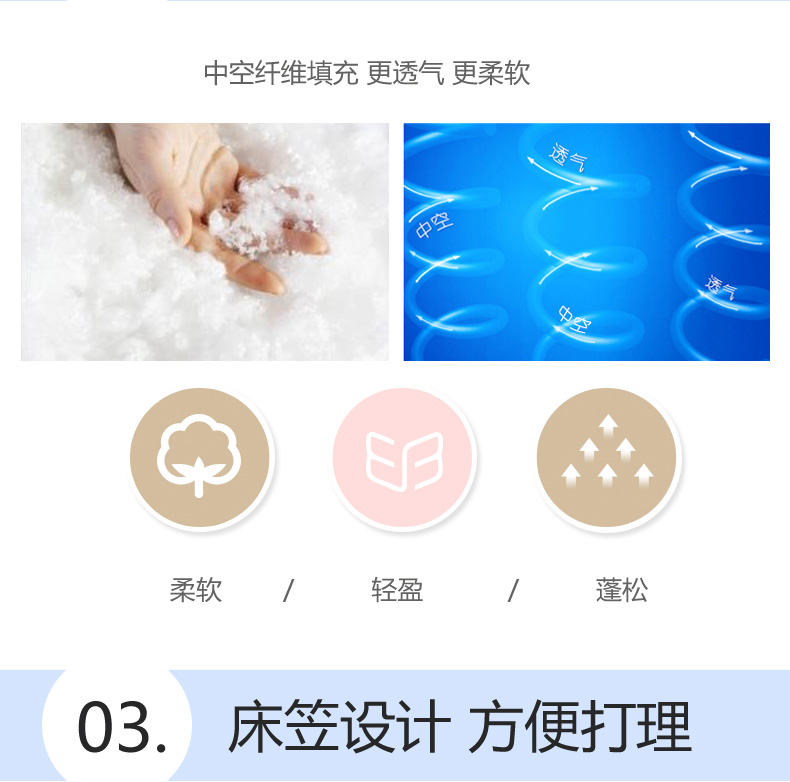 中空纤维填充 更透气 更柔软
透气
中空
透气
中空
柔软 / 轻盈 / 蓬松
03. 床笠设计 方便打理